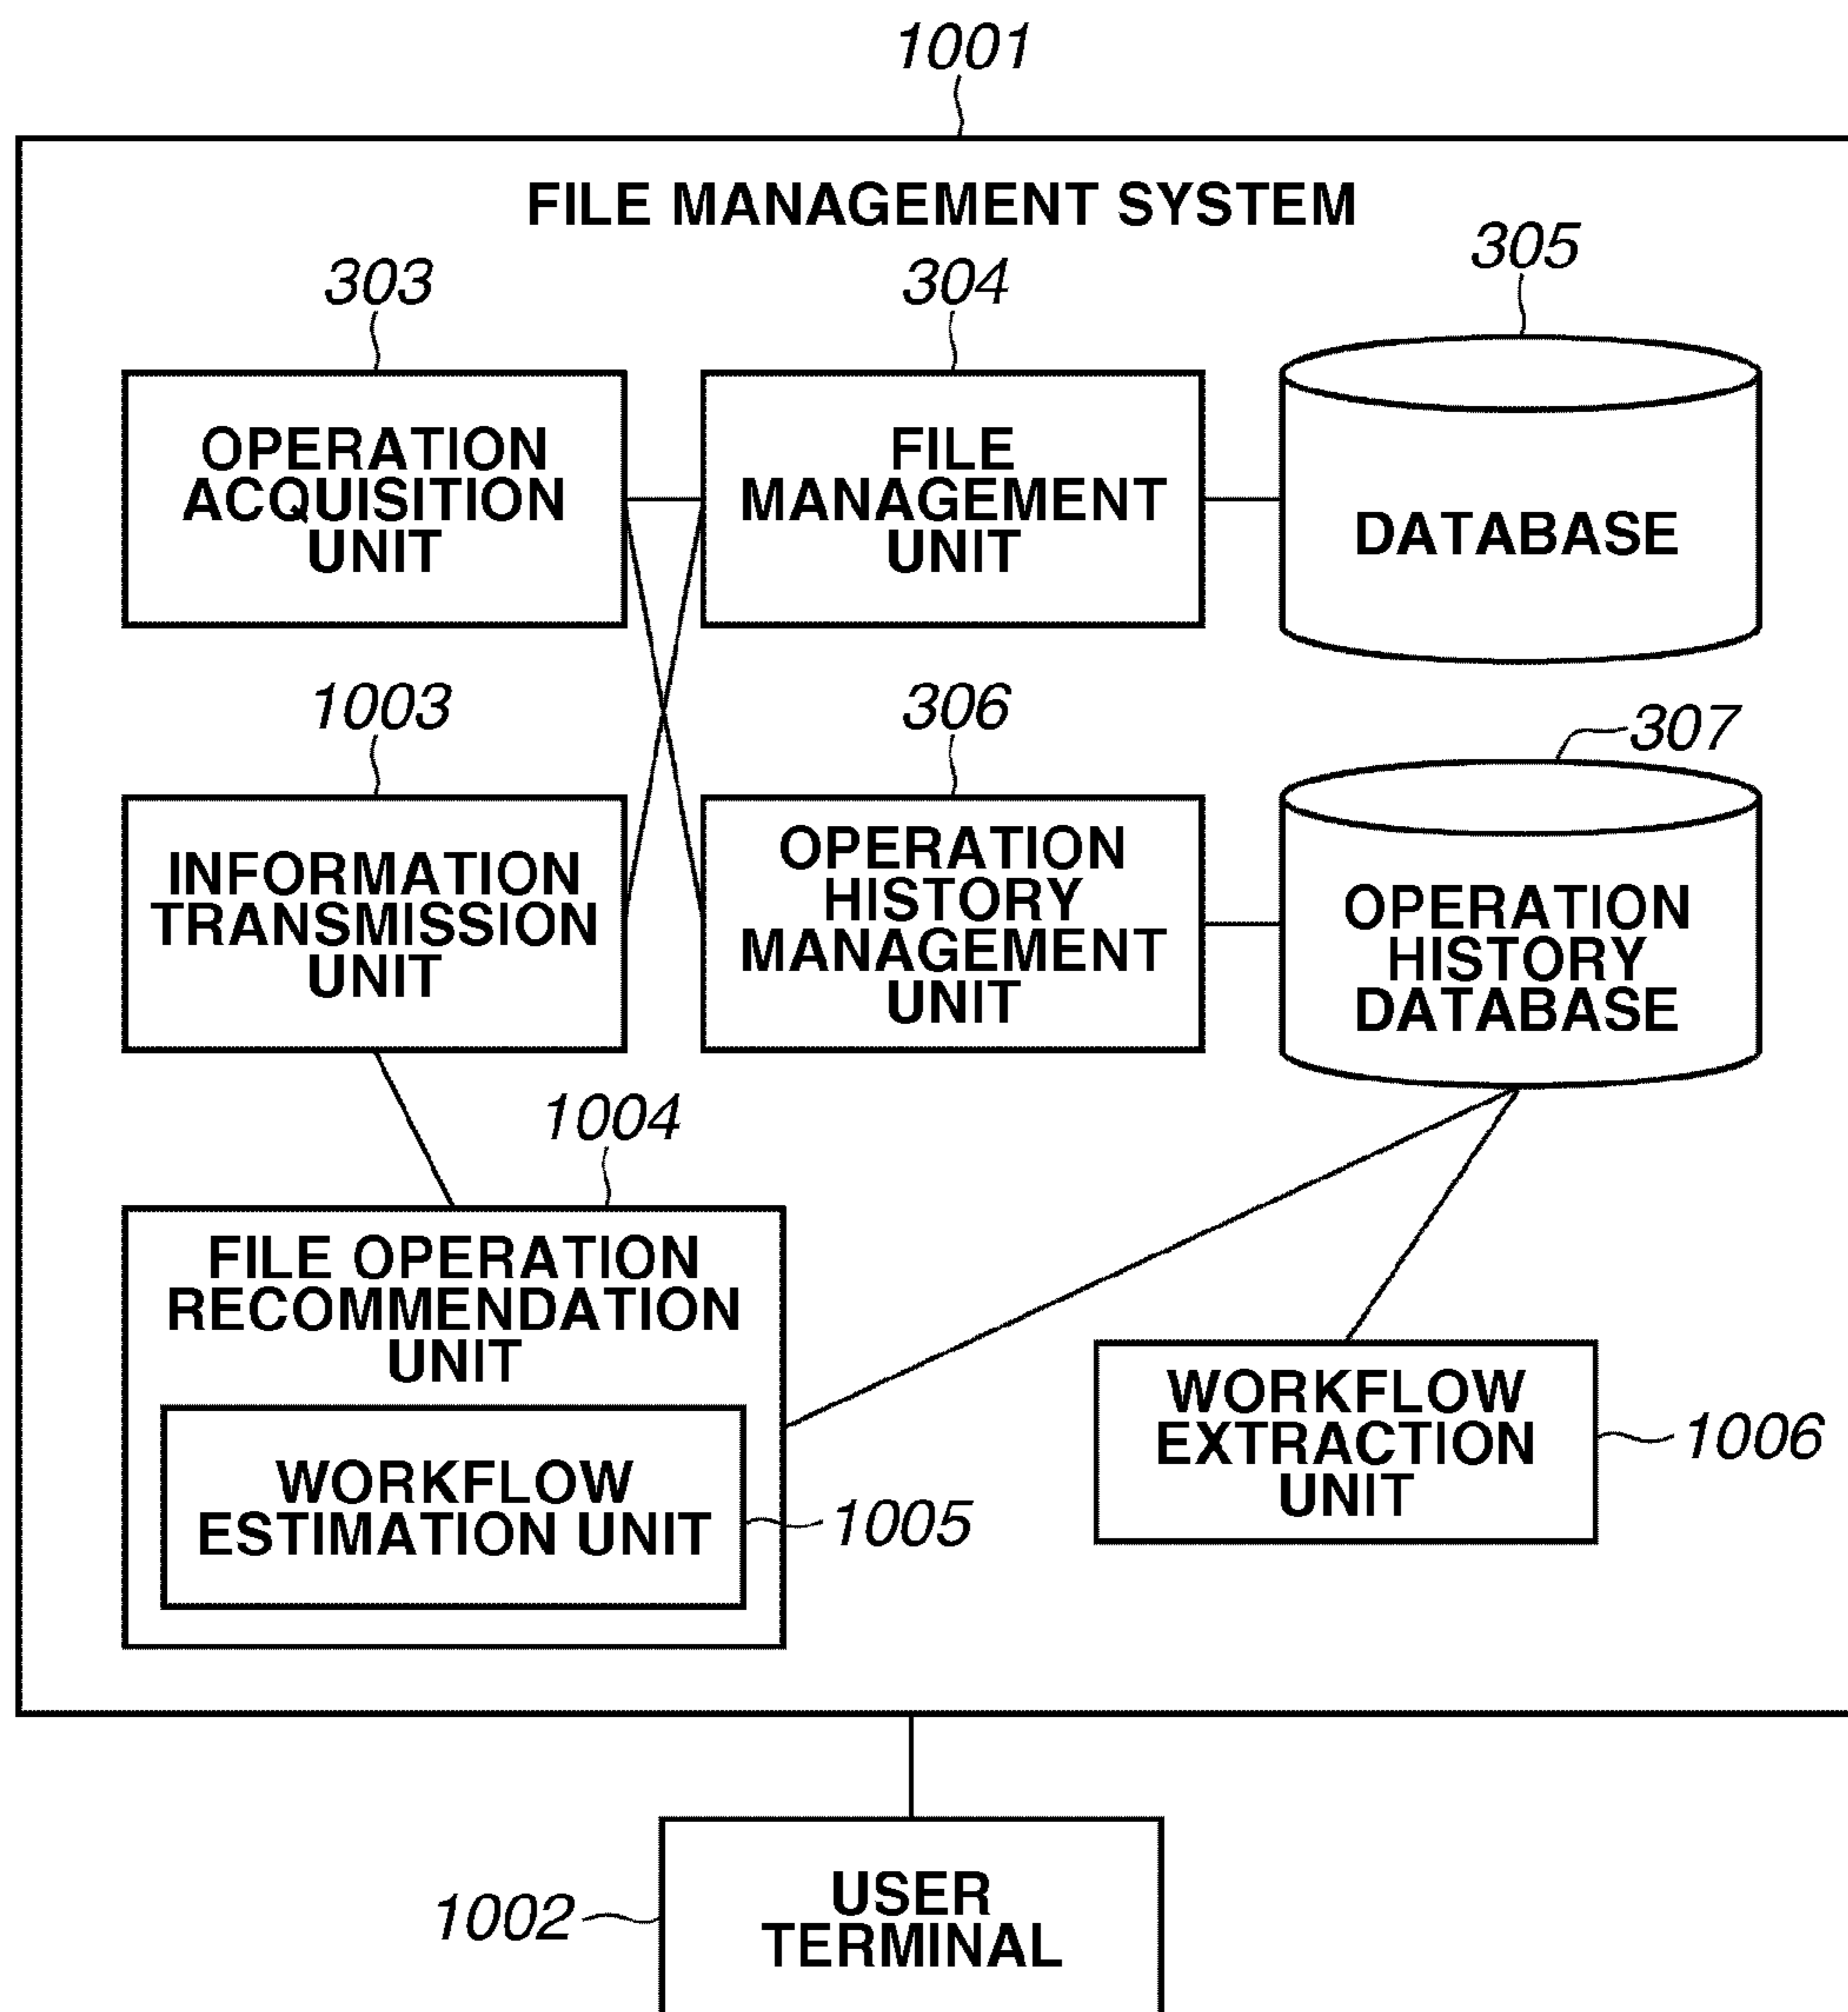 1001
FILE MANAGEMENT SYSTEM
303
304
305
OPERATION
ACQUISITION
UNIT
FILE
MANAGEMENT
UNIT
DATABASE
1003
306
307
INFORMATION
TRANSMISSION
UNIT
OPERATION
HISTORY
MANAGEMENT
UNIT
OPERATION
HISTORY
DATABASE
1004
FILE OPERATION
RECOMMENDATION
UNIT
WORKFLOW
ESTIMATION UNIT
1005
WORKFLOW
EXTRACTION
UNIT
1006
1002
USER
TERMINAL